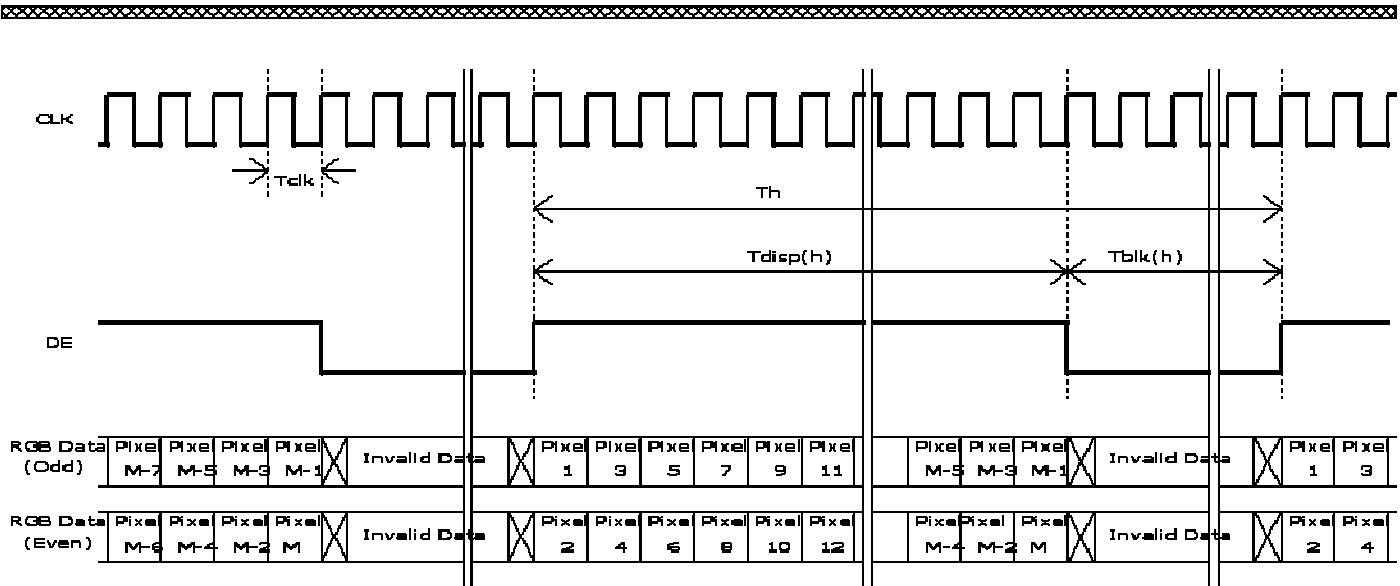 CLK
Tclk
Th
Tdisp(h)
Tblk(h)
DE
RGB Data Pixel Pixel Pixel Pixel Pixel Pixel Pixel Pixel Pixel Pixel Pixel Pixel Pixel Pixel Pixel
(Odd) M-7 M-5 M-3 M-1 Invalid Data 1 3 5 7 9 11 M-5 M-3 M-1 Invalid Data 1 3
RGB Data Pixel Pixel Pixel Pixel Pixel Pixel Pixel Pixel Pixel Pixel Pixel Pixel Pixel Pixel Pixel
(Even) M-6 M-4 M-2 M Invalid Data 2 4 6 8 10 12 M-4 M-2 M Invalid Data 2 4